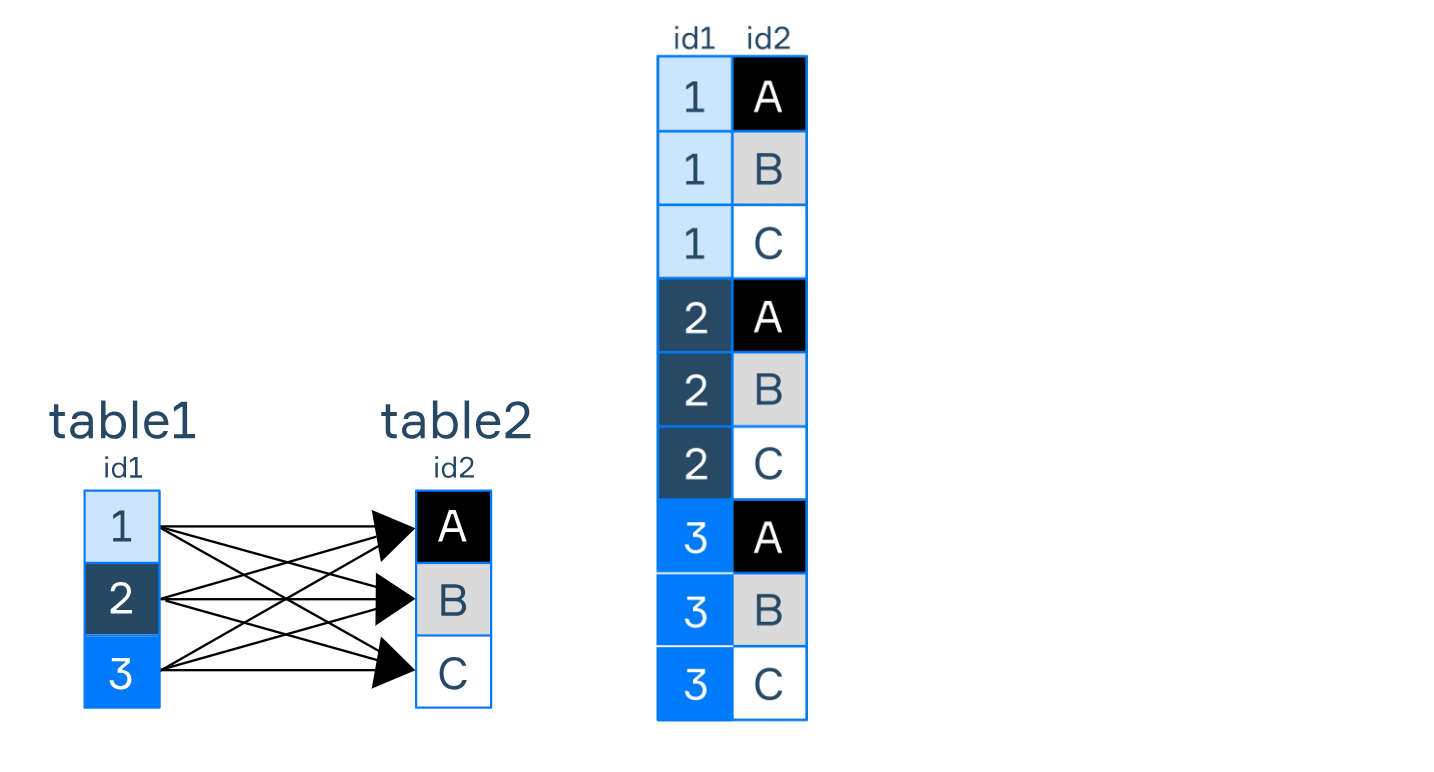 table1 table2
id1 id2
1 A
2 B
3 C
id1 id2
1 A
1 B
1 C
2 A
2 B
2 C
3 A
3 B
3 C